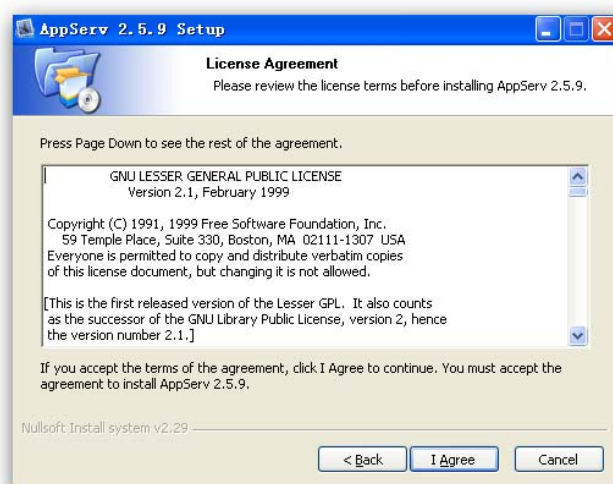 AppServ 2.5.9 Setup
License Agreement
Please review the license terms before installing AppServ 2.5.9.
Press Page Down to see the rest of the agreement.
GNU LESSER GENERAL PUBLIC LICENSE
Version 2.1, February 1999
Copyright (C) 1991, 1999 Free Software Foundation, Inc.
59 Temple Place, Suite 330, Boston, MA 02111-1307 USA
Everyone is permitted to copy and distribute verbatim copies
of this license document, but changing it is not allowed.
[This is the first released version of the Lesser GPL. It also counts
as the successor of the GNU Library Public License, version 2, hence
the version number 2.1.]
If you accept the terms of the agreement, click I Agree to continue. You must accept the
agreement to install AppServ 2.5.9.
Nullsoft Install system v2.29
< Back I Agree Cancel